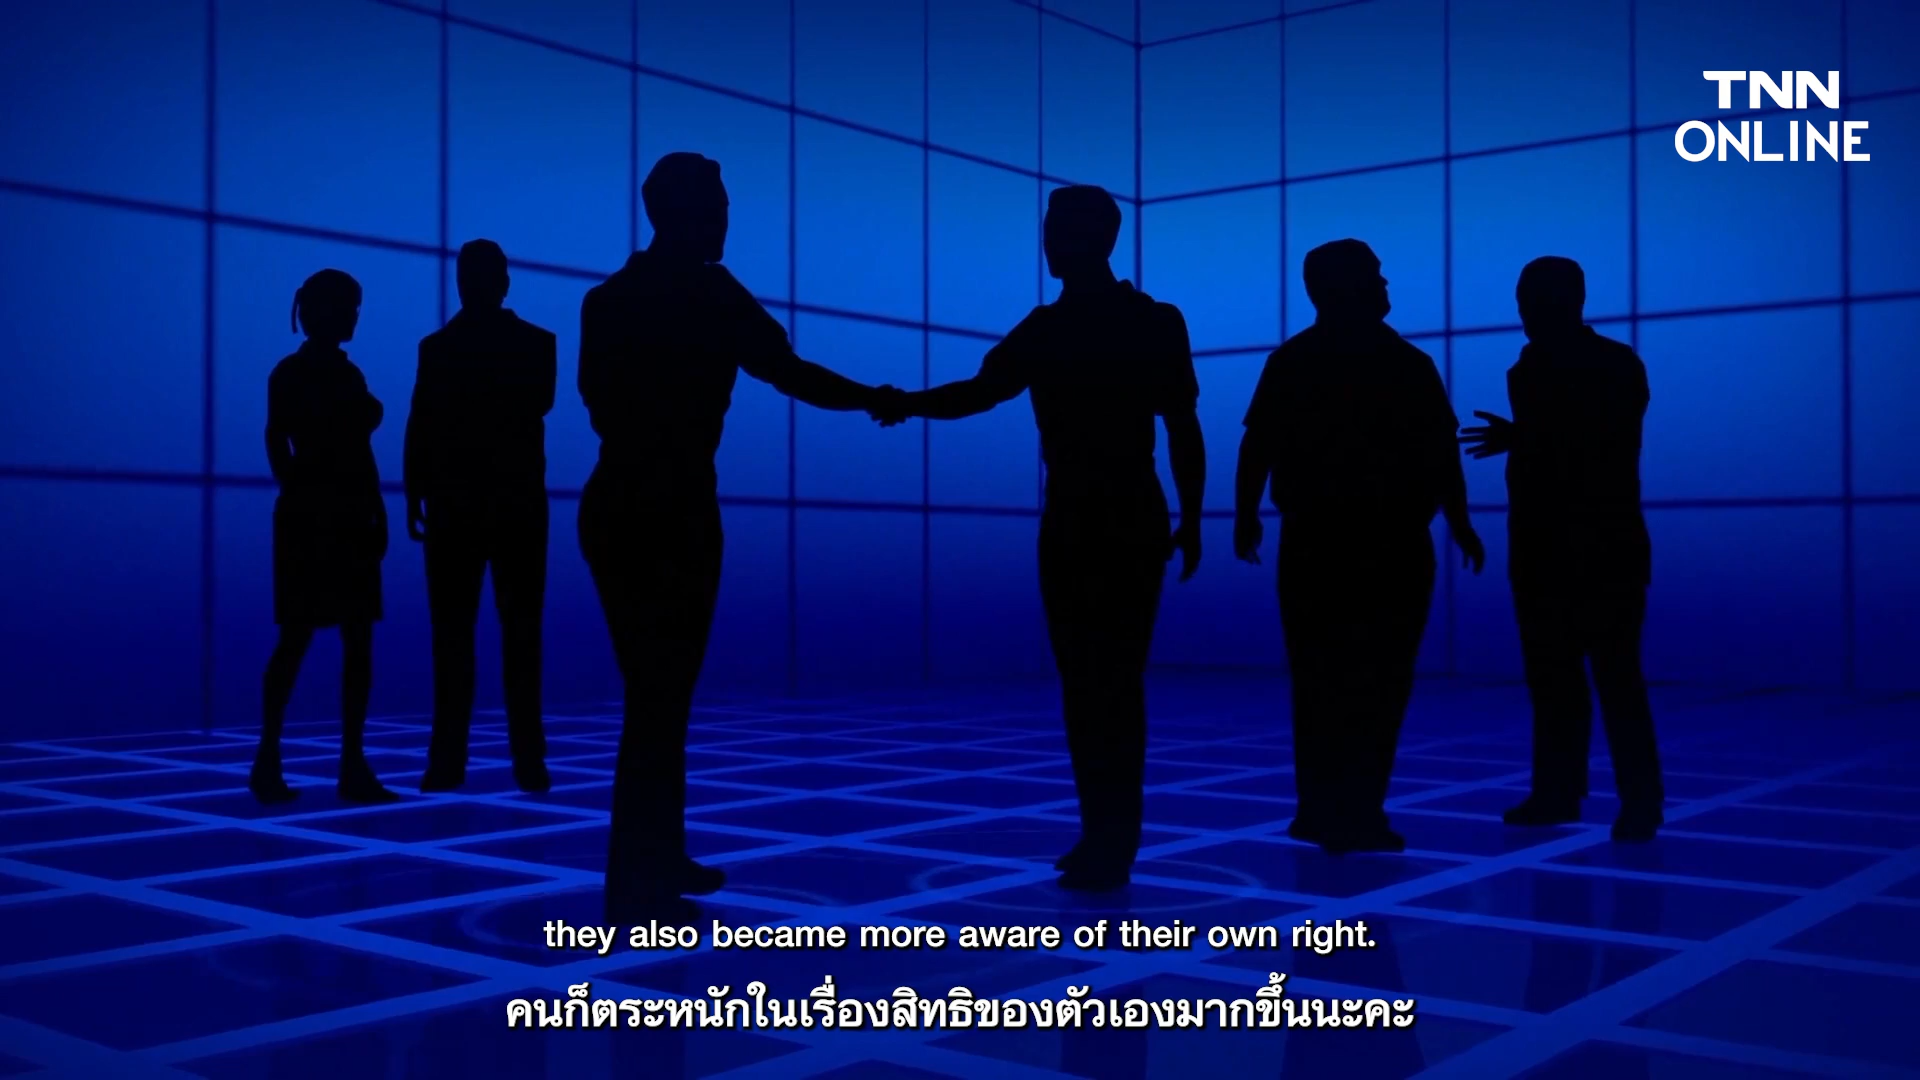 TNN
ONLINE
they also became more aware of their own right.
คนก็ตระหนักในเรื่องสิทธิของตัวเองมากขึ้นนะคะ